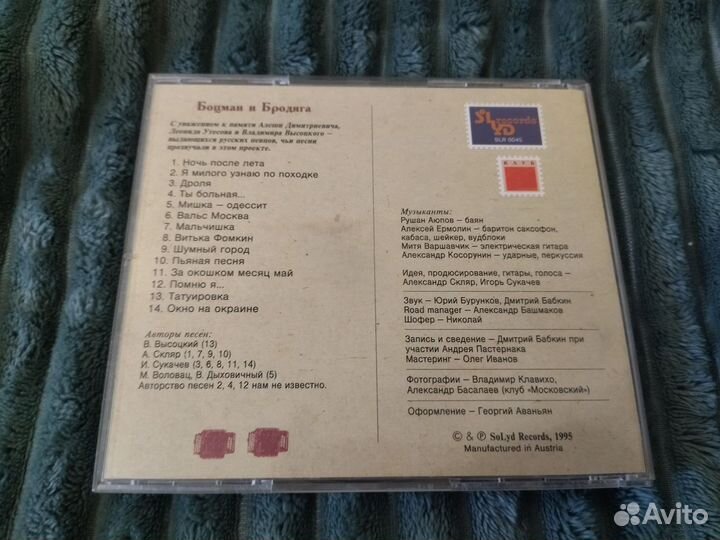 Боцман и Бродяга
С уважением к памяти Алеши Димитриевича,
Леонида Утесова и Владимира Высоцкого –
выдающихся русских певцов, чьи песни
прозвучали в этом проекте.
1. Ночь после лета
2. Я милого узнаю по походке
3. Дроля
4. Ты больная...
5. Мишка – одессит
6. Вальс Москва
7. Мальчишка
8. Витька Фомкин
9. Шумный город
10. Пьяная песня
11. За окошком месяц май
12. Помню я...
13. Татуировка
14. Окно на окраине
Авторы песен:
В. Высоцкий (13)
А. Скляр (1, 7, 9, 10)
И. Сукачев (3, 6, 8, 11, 14)
М. Воловац, В. Дыховичный (5)
Авторство песен 2, 4, 12 нам не известно.
SoLYD records
SLR 0045
КЛУБ
Музыканты:
Рушан Аюпов – баян
Алексей Ермолин – баритон саксофон,
кабаса, шейкер, вудблоки
Митя Варшавчик – электрическая гитара
Александр Косорунин – ударные, перкуссия
Идея, продюсирование, гитары, голоса –
Александр Скляр, Игорь Сукачев
Звук – Юрий Бурунков, Дмитрий Бабкин
Road manager – Александр Башмаков
Шофер – Николай
Запись и сведение – Дмитрий Бабкин при
участии Андрея Пастернака
Мастеринг – Олег Иванов
Фотографии – Владимир Клавихо,
Александр Басалаев (клуб «Московский»)
Оформление – Георгий Аваньян
© & ℗ SoLyd Records, 1995
Manufactured in Austria
Avito